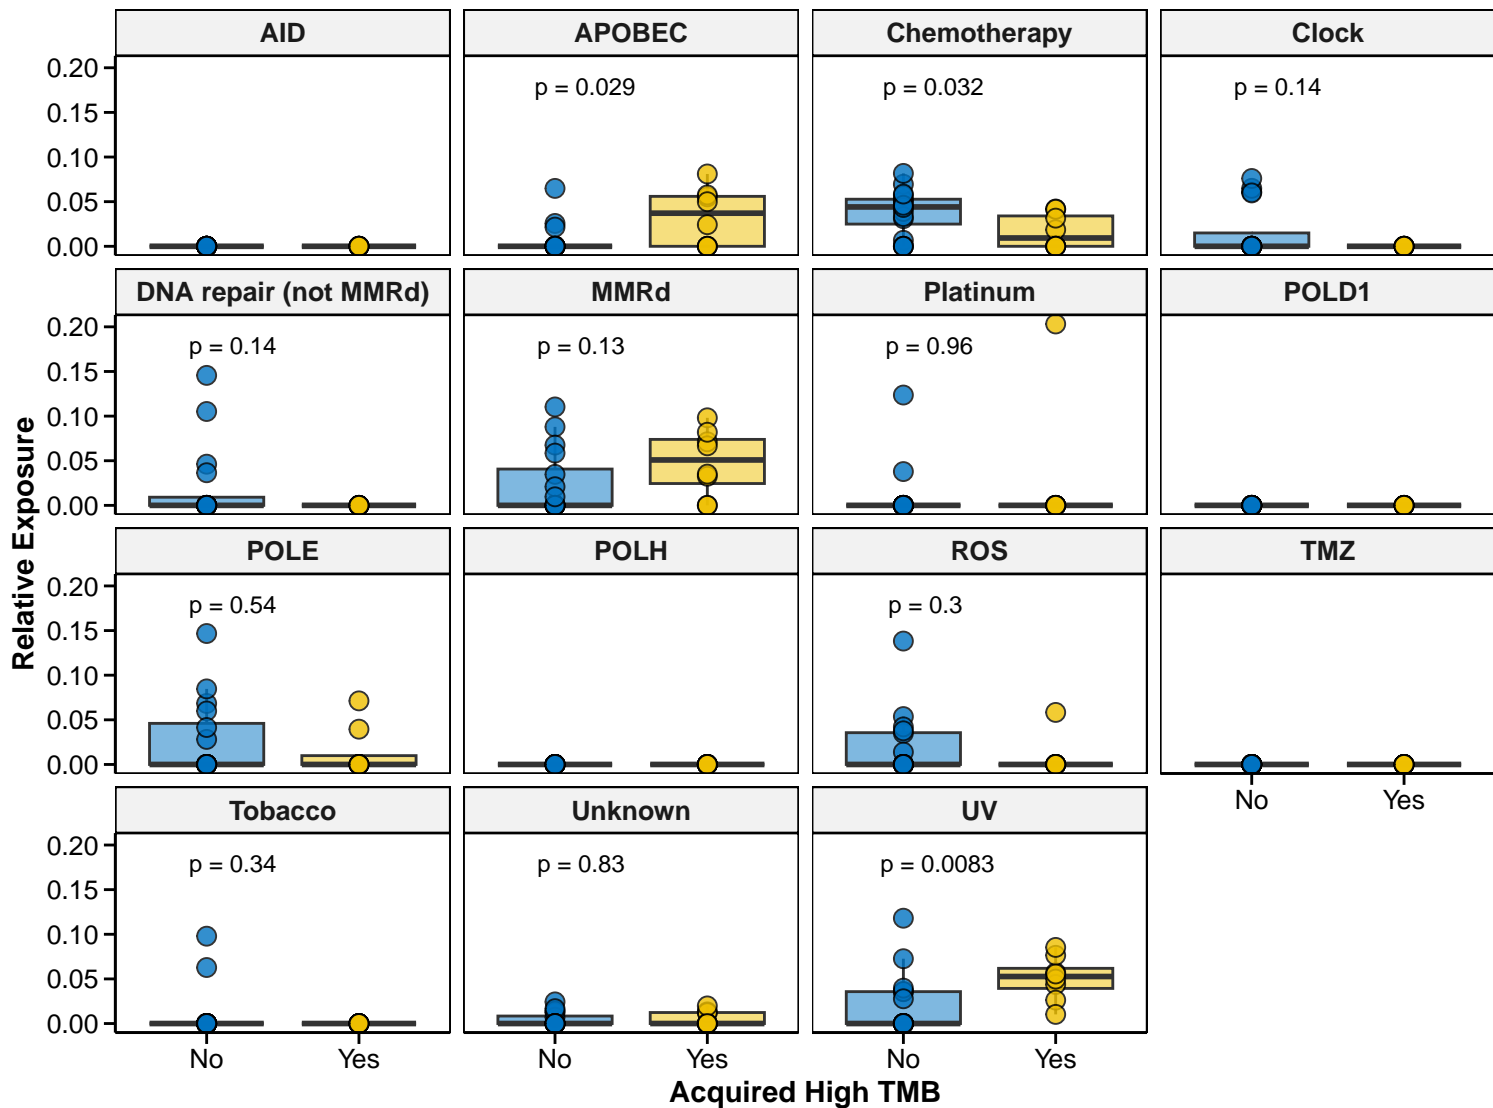 AID APOBEC Chemotherapy Clock
0.20
0.15
0.10
0.05
0.00
p = 0.029 p = 0.032 p = 0.14
DNA repair (not MMRd) MMRd Platinum POLD1
0.20
0.15
0.10
0.05
0.00
p = 0.14 p = 0.13 p = 0.96
Relative Exposure
POLE POLH ROS TMZ
0.20
0.15
0.10
0.05
0.00
p = 0.54 p = 0.3
No Yes
Tobacco Unknown UV
0.20
0.15
0.10
0.05
0.00
p = 0.34 p = 0.83 p = 0.0083
No Yes No Yes No Yes
Acquired High TMB